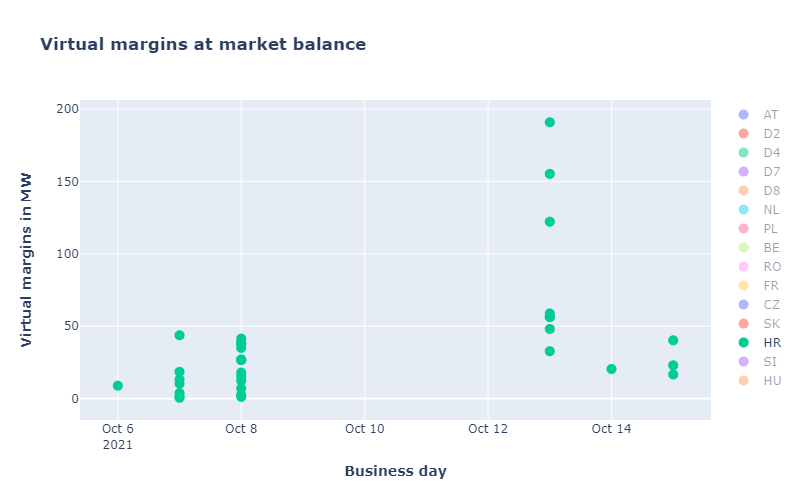 Virtual margins at market balance
Virtual margins in MW
200
150
100
50
0
Oct 6
2021
Oct 8
Oct 10
Oct 12
Oct 14
Business day
AT
D2
D4
D7
D8
NL
PL
BE
RO
FR
CZ
SK
HR
SI
HU